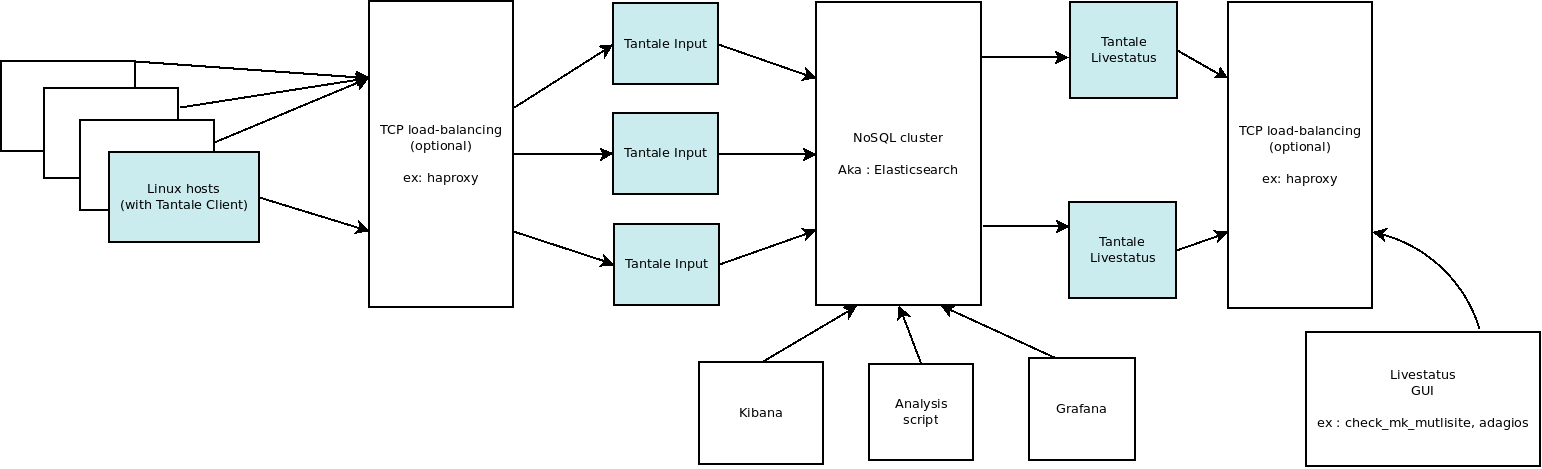 Linux hosts
(with Tantale Client)
TCP load-balancing
(optional)
ex: haproxy
Tantale Input
Tantale Input
Tantale Input
NoSQL cluster
Aka : Elasticsearch
Tantale
Livestatus
Tantale
Livestatus
TCP load-balancing
(optional)
ex: haproxy
Kibana
Analysis
script
Grafana
Livestatus
GUI
ex : check_mk_mutlisite, adagios